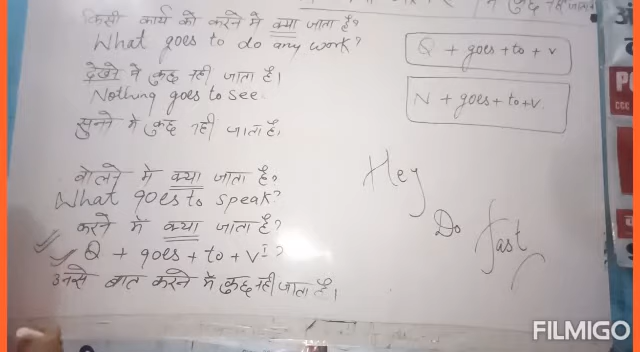 किसी कार्य को करने मे क्या जाता है?
What goes to do any work?
देखने मे कुछ नही जाता है।
Nothing goes to see.
सुनने मे कुछ नही जाता है,
बोलने में क्या जाता है?
What goes to speak?
करने में क्या जाता है?
Q + goes + to + V I ?
उनसे बात करने में कुछ नही जाता है।
Q + goes + to + v
N + goes + to + v.
Hey
Do
fast
FILMIGO